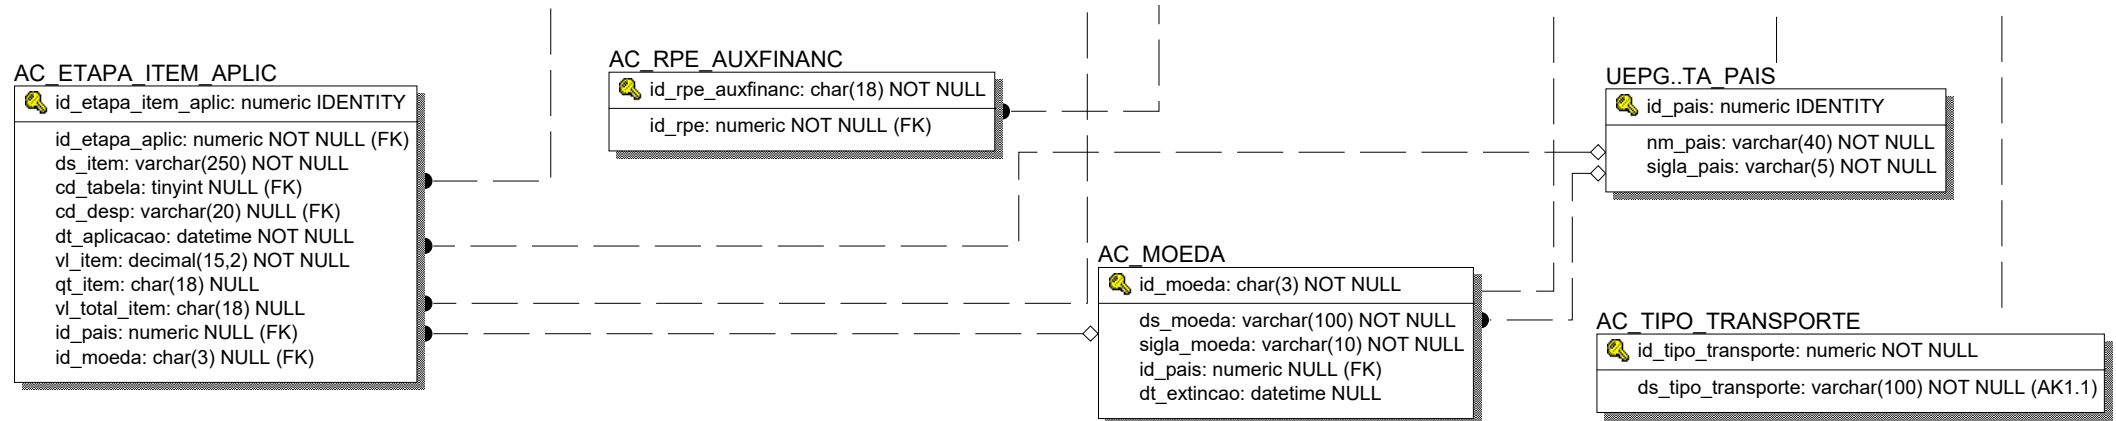 AC_ETAPA_ITEM_APLIC
id_etapa_item_aplic: numeric IDENTITY
id_etapa_aplic: numeric NOT NULL (FK)
ds_item: varchar(250) NOT NULL
cd_tabela: tinyint NULL (FK)
cd_desp: varchar(20) NULL (FK)
dt_aplicacao: datetime NOT NULL
vl_item: decimal(15,2) NOT NULL
qt_item: char(18) NULL
vl_total_item: char(18) NULL
id_pais: numeric NULL (FK)
id_moeda: char(3) NULL (FK)
AC_RPE_AUXFINANC
id_rpe_auxfinanc: char(18) NOT NULL
id_rpe: numeric NOT NULL (FK)
AC_MOEDA
id_moeda: char(3) NOT NULL
ds_moeda: varchar(100) NOT NULL
sigla_moeda: varchar(10) NOT NULL
id_pais: numeric NULL (FK)
dt_extincao: datetime NULL
UEPG..TA_PAIS
id_pais: numeric IDENTITY
nm_pais: varchar(40) NOT NULL
sigla_pais: varchar(5) NOT NULL
AC_TIPO_TRANSPORTE
id_tipo_transporte: numeric NOT NULL
ds_tipo_transporte: varchar(100) NOT NULL (AK1.1)